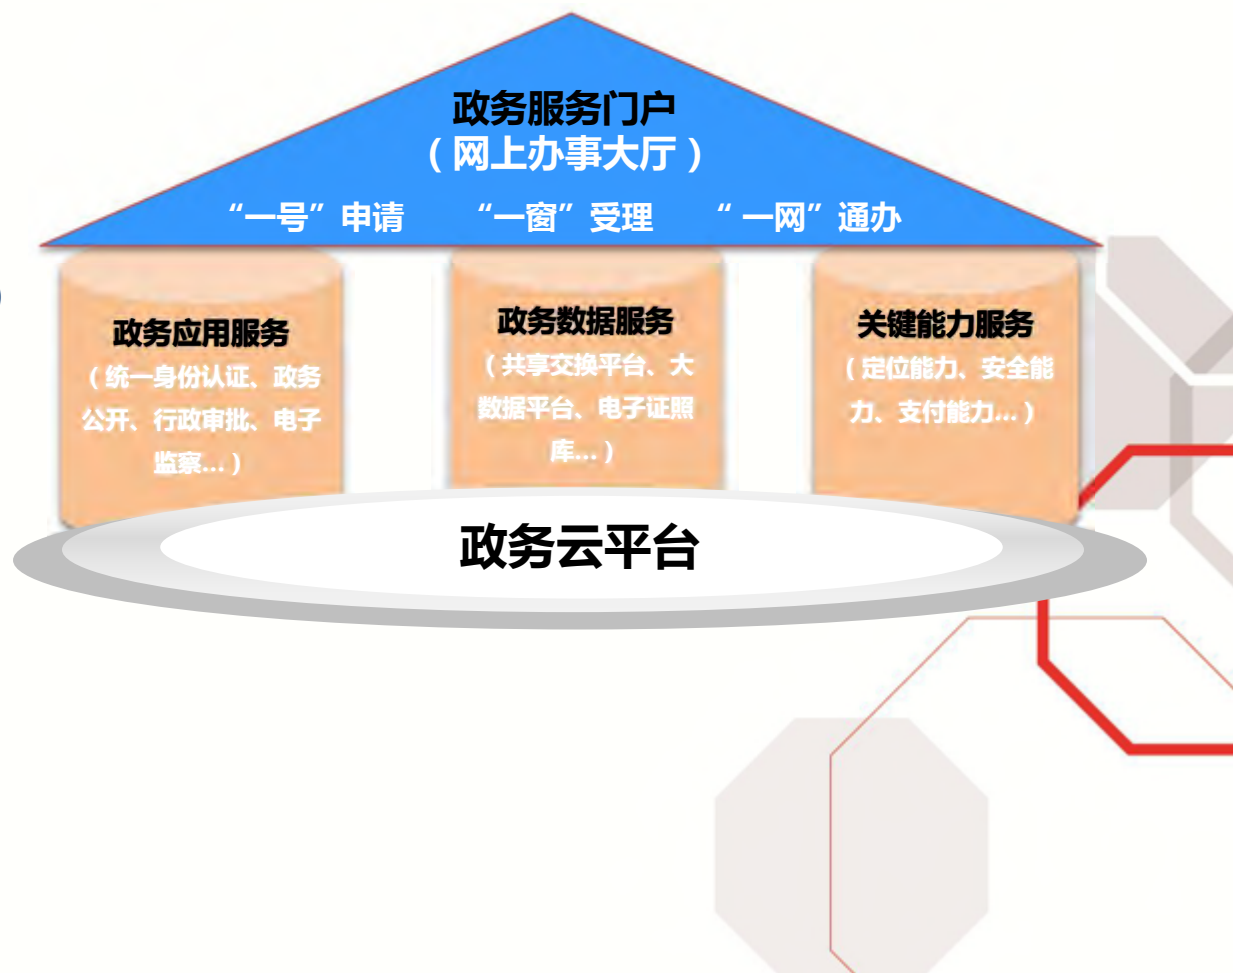 政务服务门户
（网上办事大厅）
“一号”申请 “一窗”受理 “ 一网”通办
政务应用服务
（统一身份认证、政务
公开、行政审批、电子
监察...）
政务数据服务
（共享交换平台、大
数据平台、电子证照
库...）
关键能力服务
（定位能力、安全能
力、支付能力...）
政务云平台